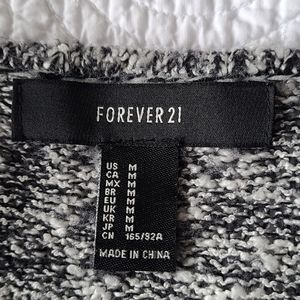 FOREVER 21
US M
CA M
MX M
BR M
EU M
UK M
KR M
JP M
CN 165/92A
MADE IN CHINA